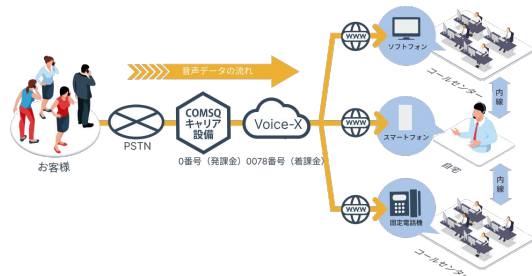 音声データの流れ
お客様
PSTN
COMSQ
キャリア
設備
Voice-X
0番号（発課金）
0078番号（着課金）
www
ソフトフォン
コールセンター
内線
www
スマートフォン
自宅
内線
www
固定電話機
コールセンター